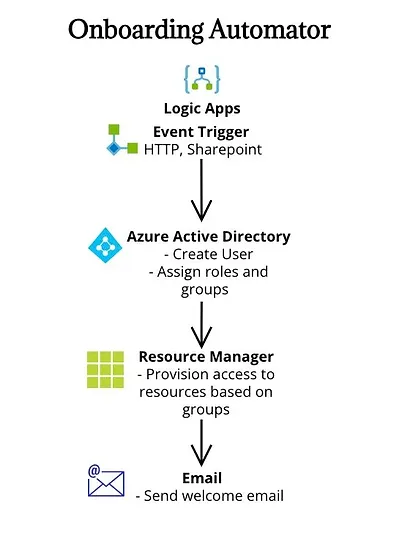 Onboarding Automator
Logic Apps
Event Trigger
HTTP, Sharepoint
Azure Active Directory
- Create User
- Assign roles and
groups
Resource Manager
- Provision access to
resources based on
groups
@
Email
- Send welcome email